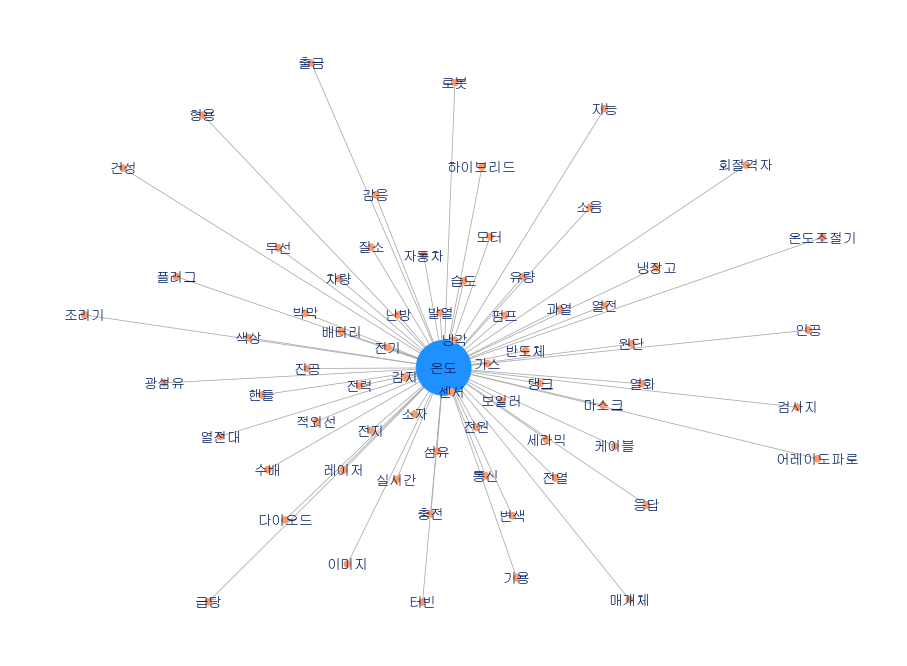 출금
로봇
지능
형용
건성
하이브리드
회절격자
감응
소음
모터
온도조절기
무선
질소
자동차
냉장고
플러그
차량
습도
유량
조리기
박막
난방
발열
펌프
과열
열전
색상
배터리
인공
전기
냉각
반도체
원단
진공
온도
가스
광섬유
핸들
전력
감지
센서
탱크
열화
보일러
마스크
검사지
적외선
소자
열전대
전지
전원
세라믹
케이블
섬유
어레이도파로
수배
레이저
실시간
통신
전열
응답
다이오드
충전
변색
이미지
기용
급탕
터빈
매개체